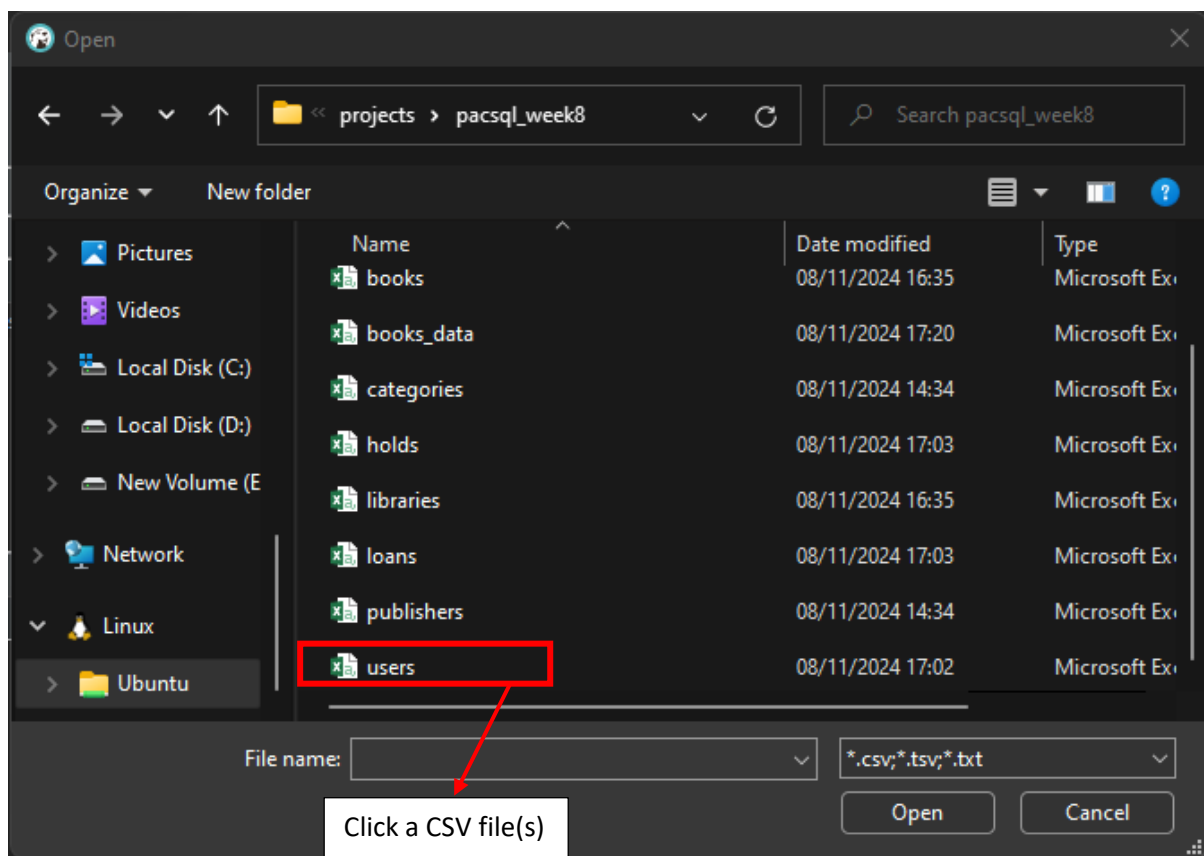 Open
projects > pacsql_week8
Search pacsql_week8
Organize
New folder
Name
Date modified
Type
Pictures
Videos
Local Disk (C:)
Local Disk (D:)
New Volume (E
Network
Linux
Ubuntu
books 08/11/2024 16:35 Microsoft Ex
books_data 08/11/2024 17:20 Microsoft Ex
categories 08/11/2024 14:34 Microsoft Ex
holds 08/11/2024 17:03 Microsoft Ex
libraries 08/11/2024 16:35 Microsoft Ex
loans 08/11/2024 17:03 Microsoft Ex
publishers 08/11/2024 14:34 Microsoft Ex
users 08/11/2024 17:02 Microsoft Ex
File name:
*.csv;*.tsv;*.txt
Open
Cancel
Click a CSV file(s)